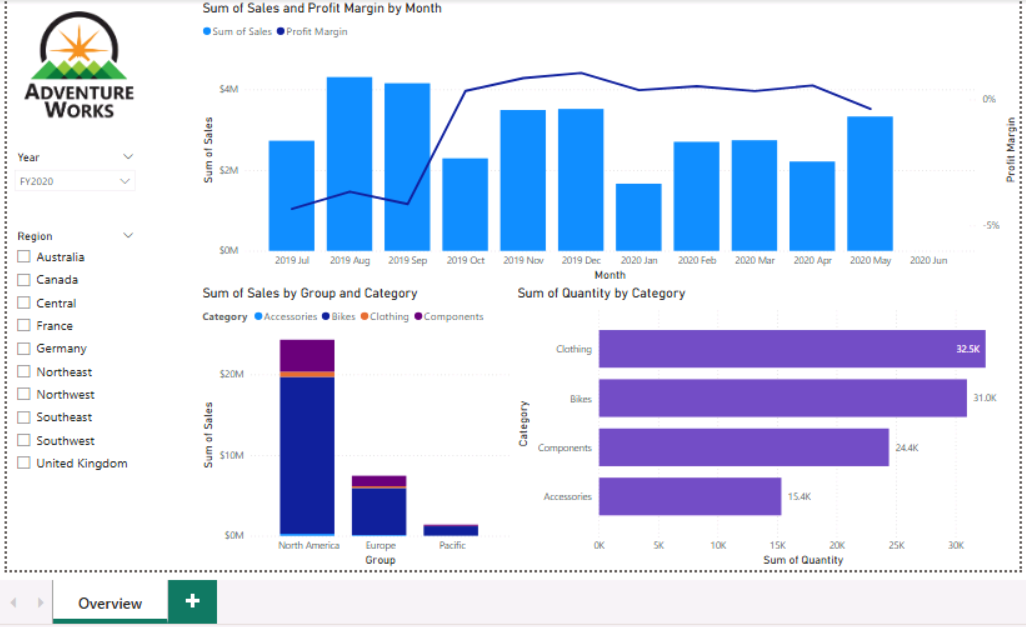 ADVENTURE
WORKS
Year
FY2020
Region
Australia
Canada
Central
France
Germany
Northeast
Northwest
Southeast
Southwest
United Kingdom
Sum of Sales and Profit Margin by Month
Sum of Sales Profit Margin
Sum of Sales
$4M
$2M
$0M
0%
-5%
Profit Margin
2019 Jul 2019 Aug 2019 Sep 2019 Oct 2019 Nov 2019 Dec 2020 Jan 2020 Feb 2020 Mar 2020 Apr 2020 May 2020 Jun
Month
Sum of Sales by Group and Category
Category Accessories Bikes Clothing Components
Sum of Sales
$20M
$10M
$0M
North America Europe Pacific
Group
Sum of Quantity by Category
Category
Clothing 32.5K
Bikes 31.0K
Components 24.4K
Accessories 15.4K
0K 5K 10K 15K 20K 25K 30K
Sum of Quantity
Overview +